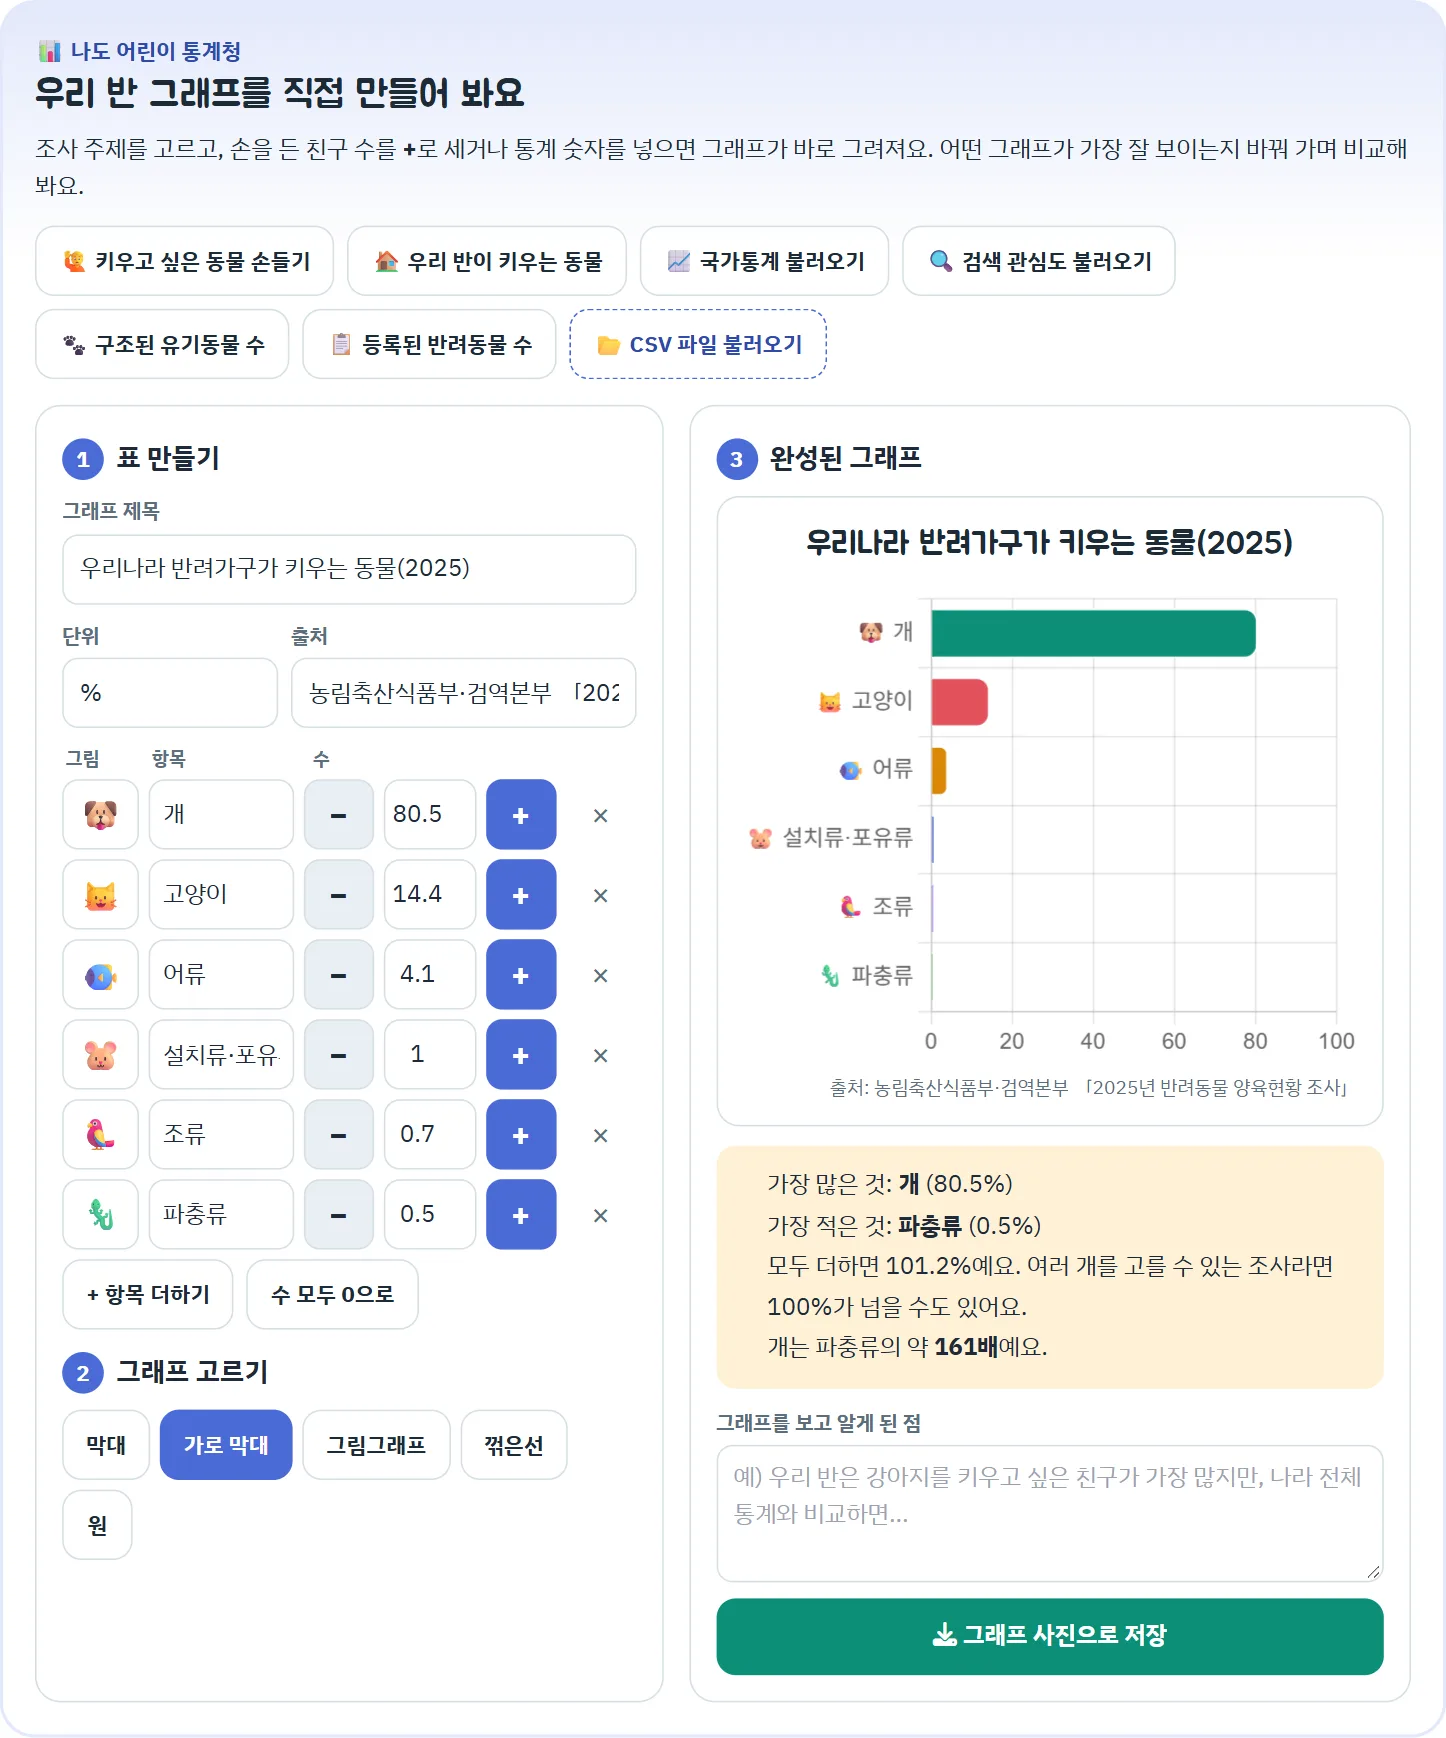 나도 어린이 통계청
우리 반 그래프를 직접 만들어 봐요
조사 주제를 고르고, 손을 든 친구 수를 +로 세거나 통계 숫자를 넣으면 그래프가 바로 그려져요. 어떤 그래프가 가장 잘 보이는지 바꿔 가며 비교해
봐요.
키우고 싶은 동물 손들기
우리 반이 키우는 동물
국가통계 불러오기
검색 관심도 불러오기
구조된 유기동물 수
등록된 반려동물 수
CSV 파일 불러오기
1 표 만들기
그래프 제목
우리나라 반려가구가 키우는 동물(2025)
단위 출처
% 농림축산식품부·검역본부 「202
그림 항목 수
개 − 80.5 + ×
고양이 − 14.4 + ×
어류 − 4.1 + ×
설치류·포유 − 1 + ×
조류 − 0.7 + ×
파충류 − 0.5 + ×
+ 항목 더하기
수 모두 0으로
2 그래프 고르기
막대
가로 막대
그림그래프
꺾은선
원
3 완성된 그래프
우리나라 반려가구가 키우는 동물(2025)
개
고양이
어류
설치류·포유류
조류
파충류
0 20 40 60 80 100
출처: 농림축산식품부·검역본부 「2025년 반려동물 양육현황 조사」
가장 많은 것: 개 (80.5%)
가장 적은 것: 파충류 (0.5%)
모두 더하면 101.2%예요. 여러 개를 고를 수 있는 조사라면
100%가 넘을 수도 있어요.
개는 파충류의 약 161배예요.
그래프를 보고 알게 된 점
예) 우리 반은 강아지를 키우고 싶은 친구가 가장 많지만, 나라 전체
통계와 비교하면...
그래프 사진으로 저장